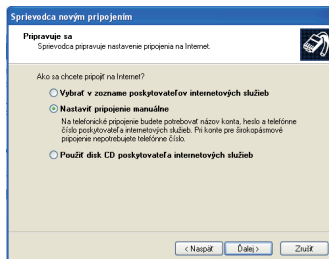 Sprievodca novým pripojením
Pripravuje sa
Sprievodca pripravuje nastavenie pripojenia na Internet.
Ako sa chcete pripojiť na Internet?
Vybrať v zozname poskytovateľov internetových služieb
Nastaviť pripojenie manuálne
Na telefonické pripojenie budete potrebovať názov konta, heslo a telefónne
číslo poskytovateľa internetových služieb. Pri konte pre širokopásmové
pripojenie nepotrebujete telefónne číslo.
Použiť disk CD poskytovateľa internetových služieb
< Naspäť
Ďalej >
Zrušiť